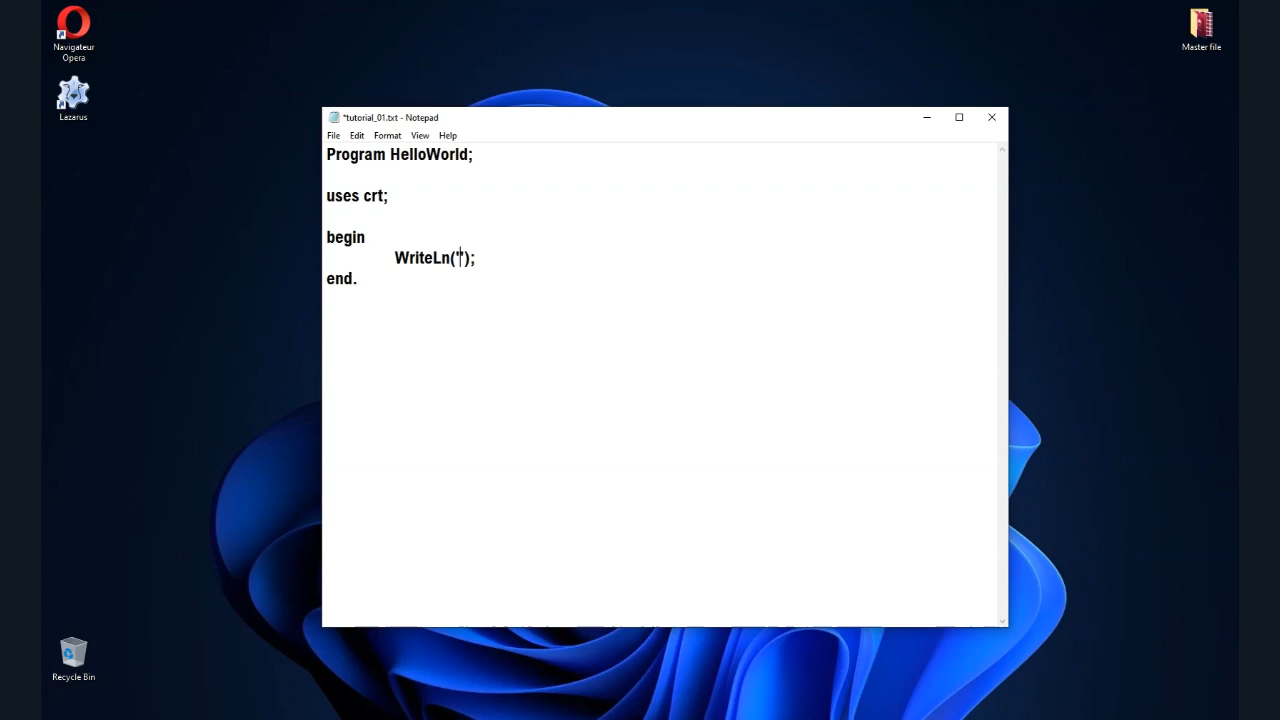 Navigateur
Opera
Lazarus
Master file
*tutorial_01.txt - Notepad
File Edit Format View Help
Program HelloWorld;
uses crt;
begin
WriteLn('');
end.
Recycle Bin